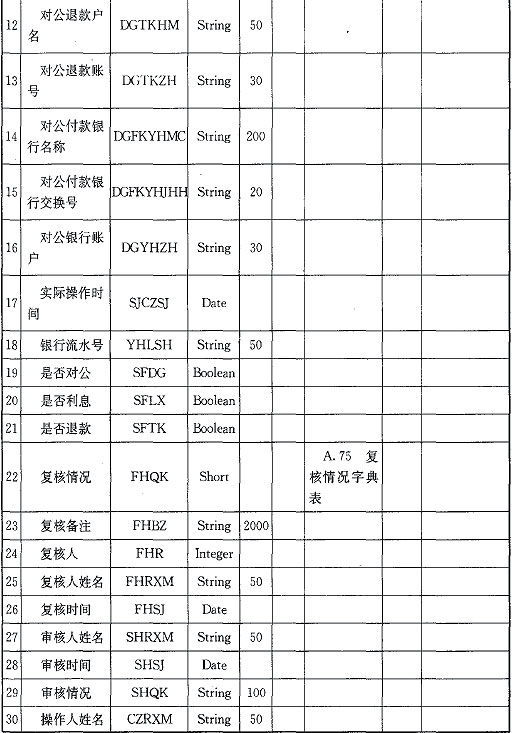 12 对公退款户名 DGTKHM String 50
13 对公退款账号 DGTKZH String 30
14 对公付款银行名称 DGFKYHMC String 200
15 对公付款银行交换号 DGFKYHJHH String 20
16 对公银行账户 DGYHZH String 30
17 实际操作时间 SJCZSJ Date
18 银行流水号 YHLSH String 50
19 是否对公 SFDG Boolean
20 是否利息 SFLX Boolean
21 是否退款 SFTK Boolean
22 复核情况 FHQK Short A.75 复核情况字典表
23 复核备注 FHBZ String 2000
24 复核人 FHR Integer
25 复核人姓名 FHRXM String 50
26 复核时间 FHSJ Date
27 审核人姓名 SHRXM String 50
28 审核时间 SHSJ Date
29 审核情况 SHQK String 100
30 操作人姓名 CZRXM String 50